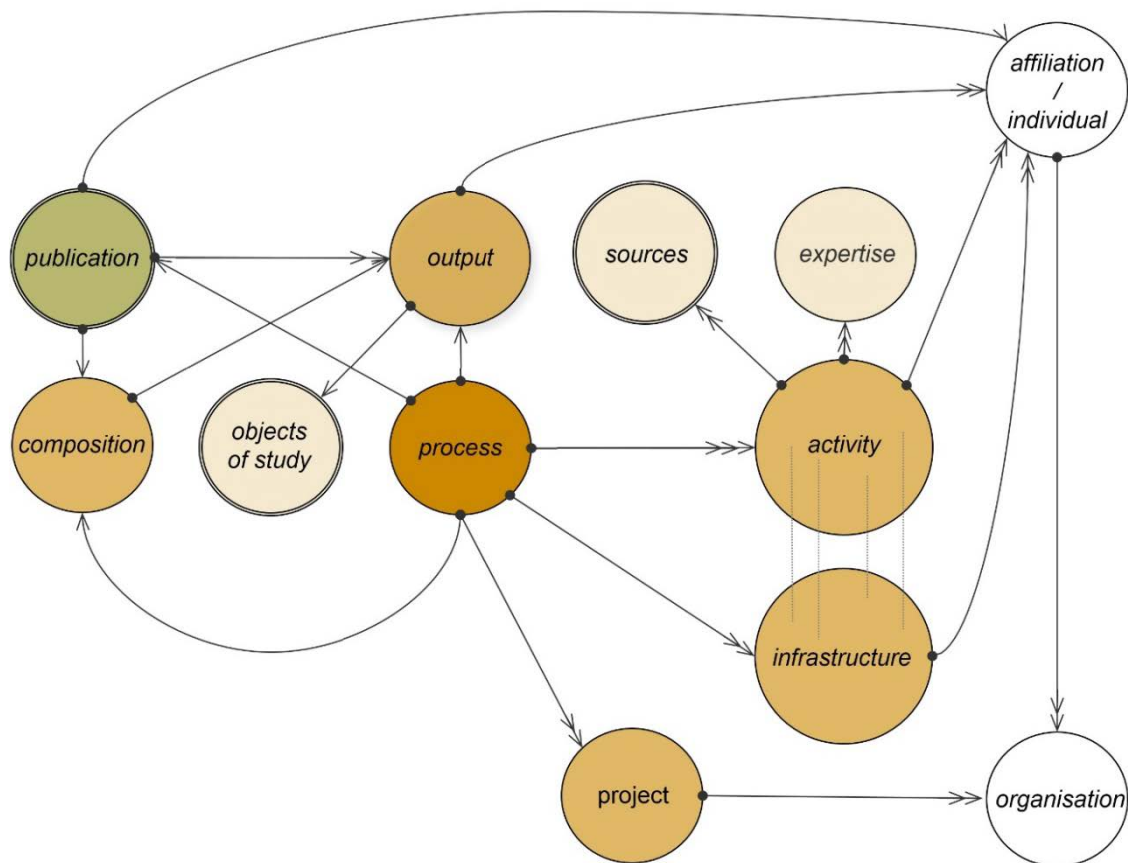 affiliation
/
individual
publication
output
sources
expertise
composition
objects
of study
process
activity
infrastructure
project
organisation